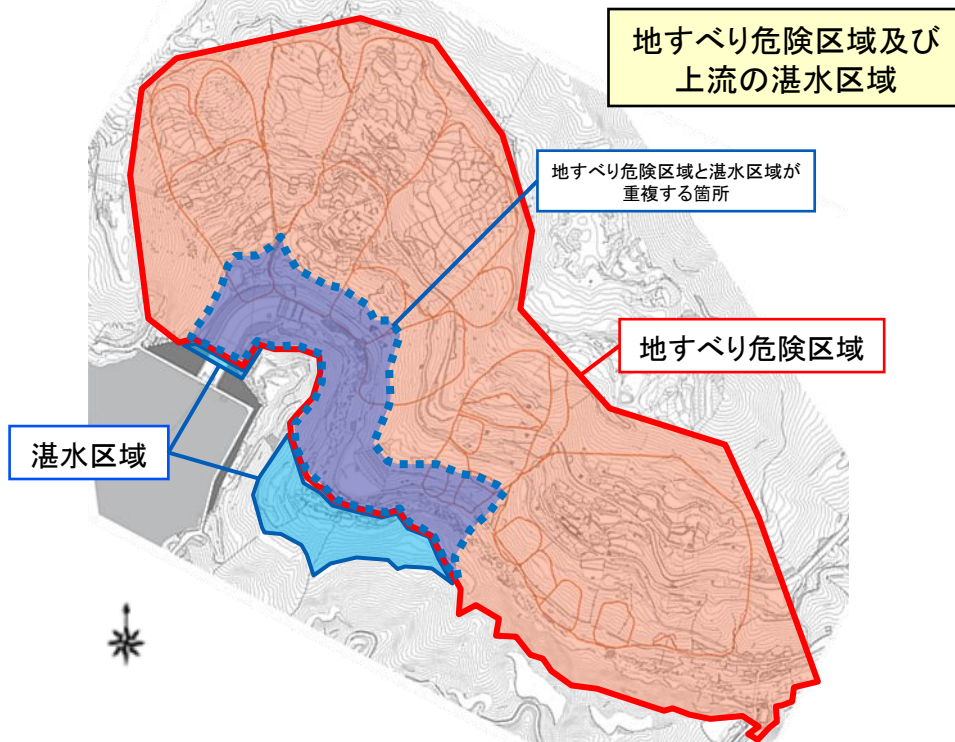 地すべり危険区域及び
上流の湛水区域
地すべり危険区域と湛水区域が
重複する箇所
地すべり危険区域
湛水区域